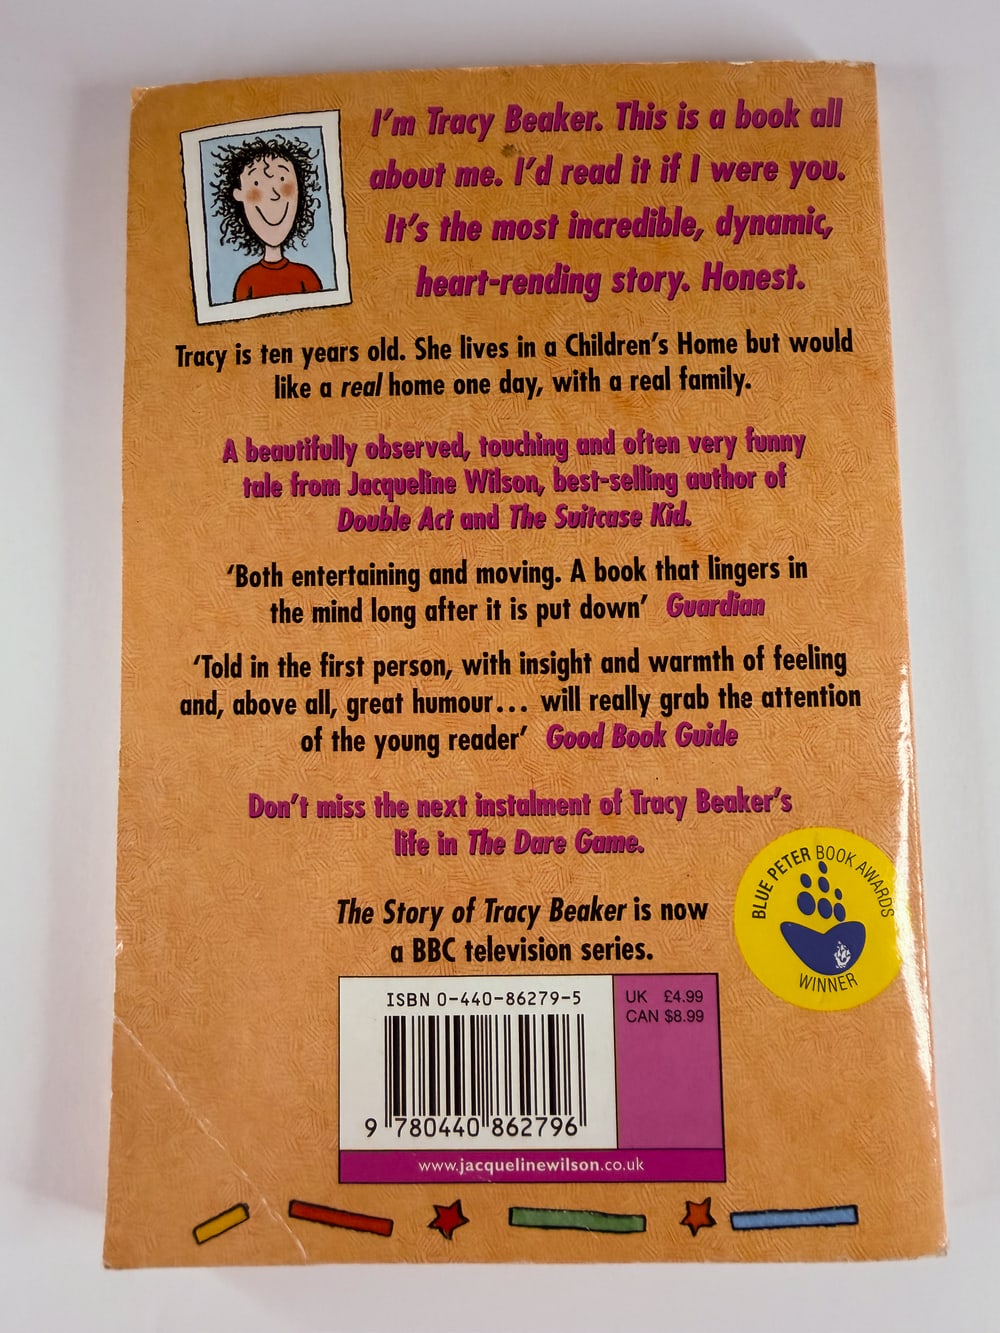 I'm Tracy Beaker. This is a book all
about me. I'd read it if I were you.
It's the most incredible, dynamic,
heart-rending story. Honest.
Tracy is ten years old. She lives in a Children's Home but would
like a real home one day, with a real family.
A beautifully observed, touching and often very funny
tale from Jacqueline Wilson, best-selling author of
Double Act and The Suitcase Kid.
‘Both entertaining and moving. A book that lingers in
the mind long after it is put down’ Guardian
‘Told in the first person, with insight and warmth of feeling
and, above all, great humour... will really grab the attention
of the young reader’ Good Book Guide
Don't miss the next instalment of Tracy Beaker's
life in The Dare Game.
BLUE PETER BOOK AWARDS
WINNER
The Story of Tracy Beaker is now
a BBC television series.
ISBN 0-440-86279-5
UK £4.99
CAN $8.99
9 780440 862796
www.jacquelinewilson.co.uk